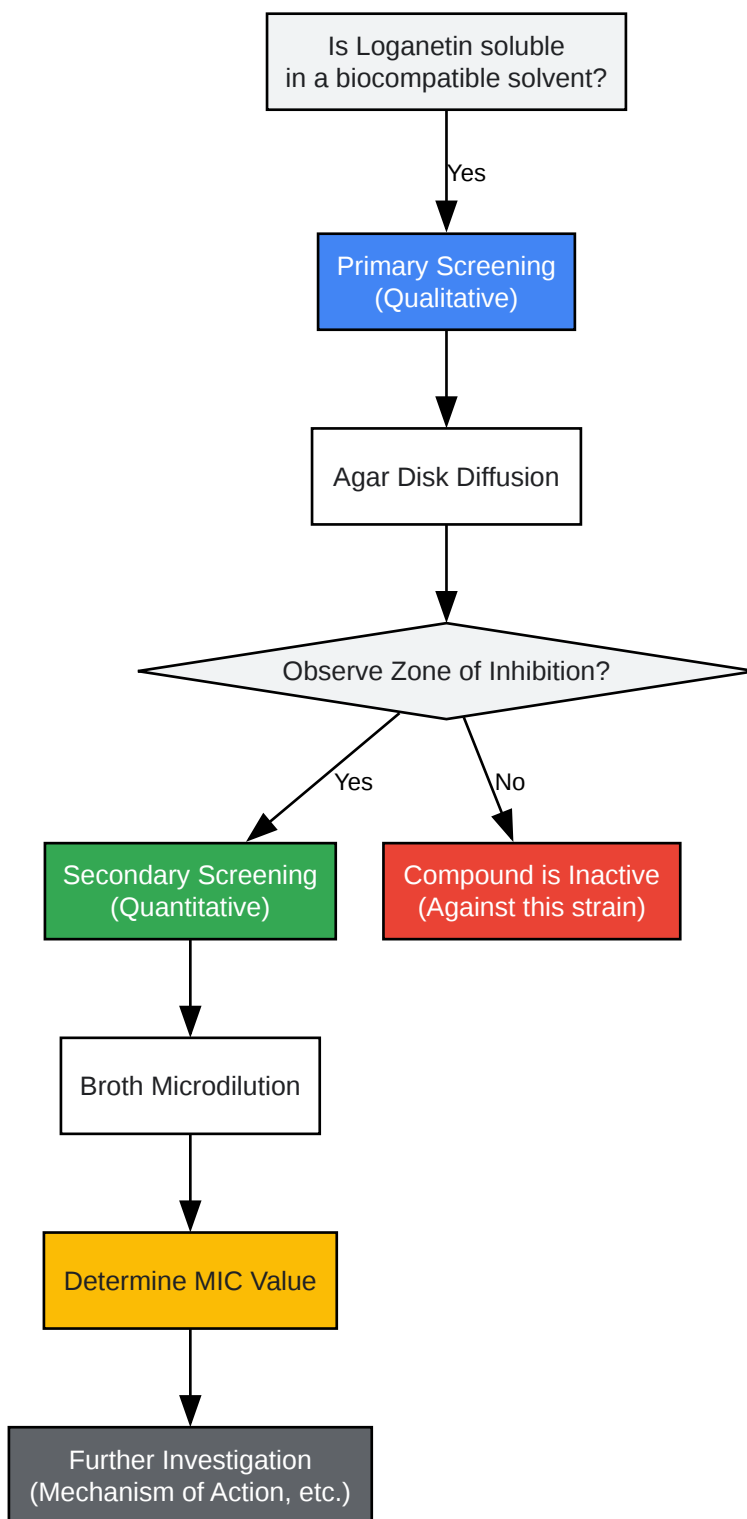 Is Loganetin soluble
in a biocompatible solvent?
Yes
Primary Screening
(Qualitative)
Agar Disk Diffusion
Observe Zone of Inhibition?
Yes
No
Secondary Screening
(Quantitative)
Compound is Inactive
(Against this strain)
Broth Microdilution
Determine MIC Value
Further Investigation
(Mechanism of Action, etc.)